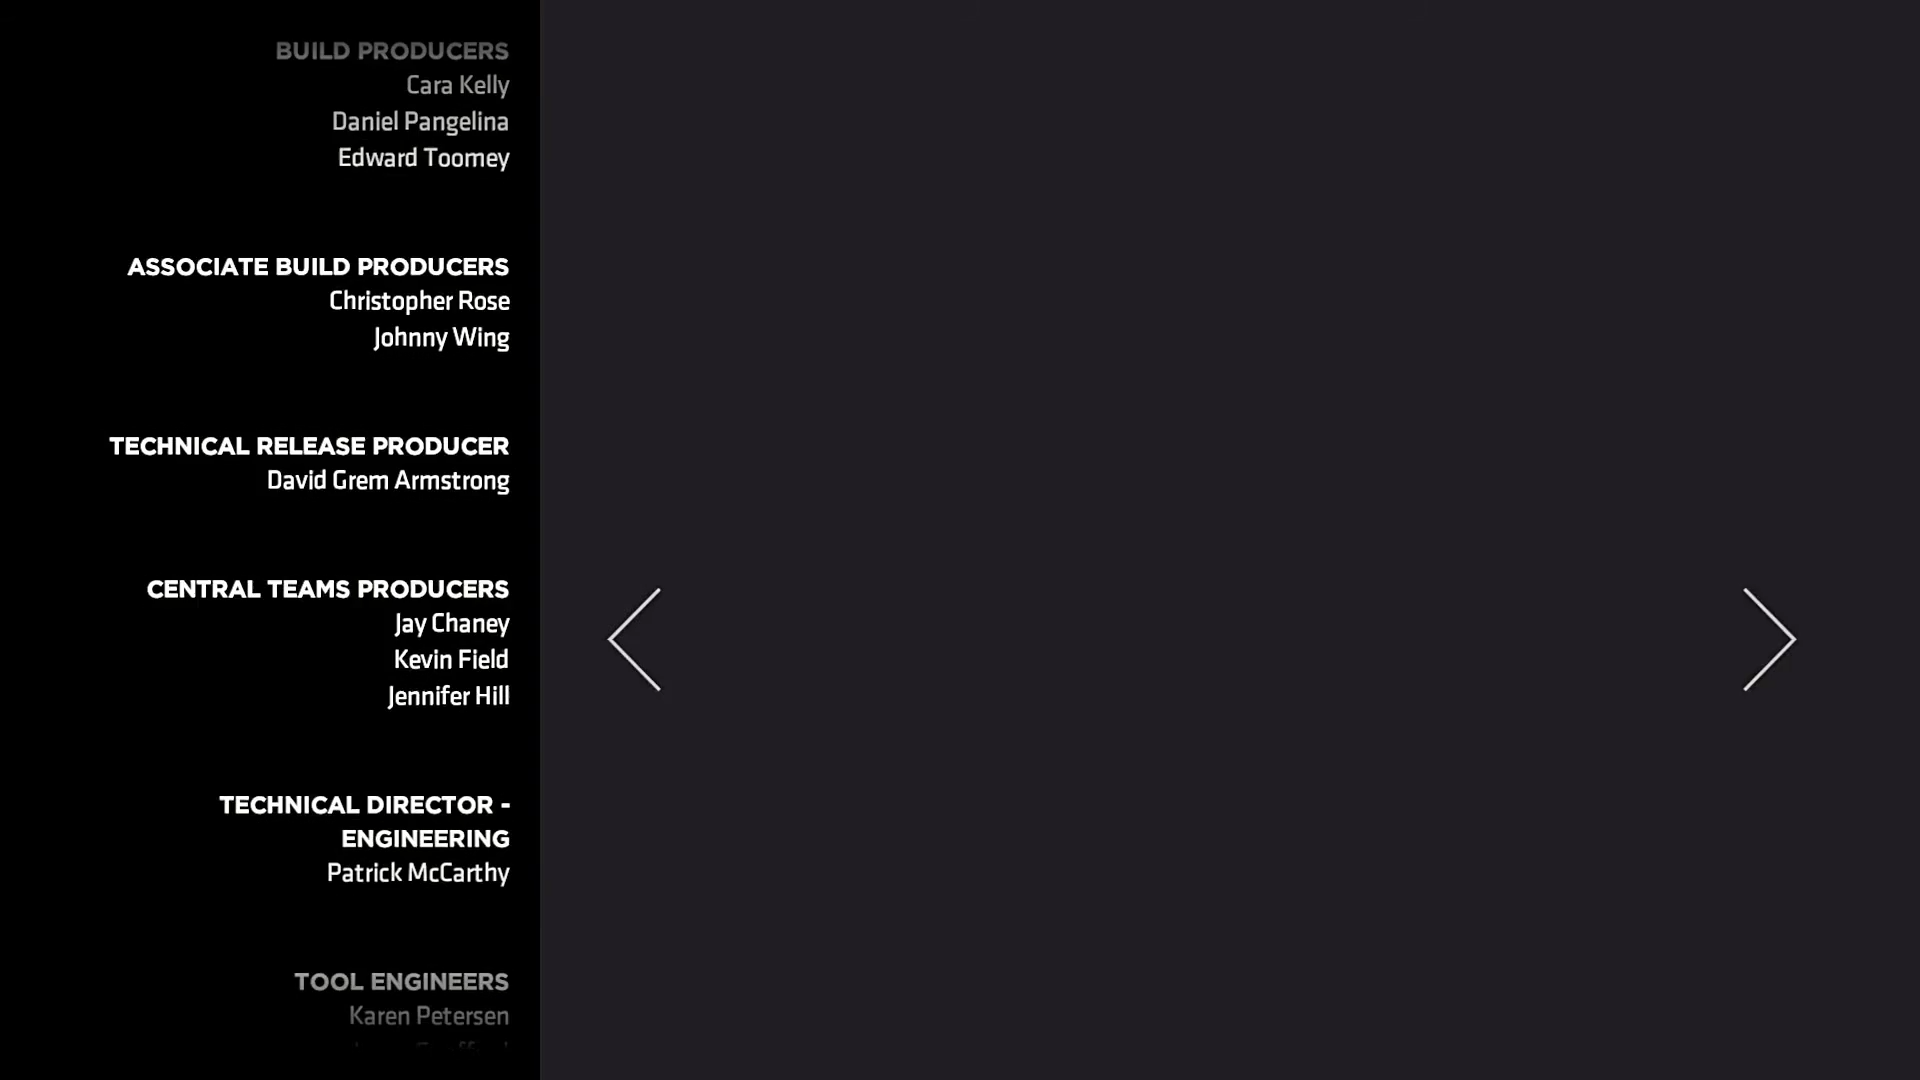 BUILD PRODUCERS
Cara Kelly
Daniel Pangelina
Edward Toomey
ASSOCIATE BUILD PRODUCERS
Christopher Rose
Johnny Wing
TECHNICAL RELEASE PRODUCER
David Grem Armstrong
CENTRAL TEAMS PRODUCERS
Jay Chaney
Kevin Field
Jennifer Hill
TECHNICAL DIRECTOR -
ENGINEERING
Patrick McCarthy
TOOL ENGINEERS
Karen Petersen